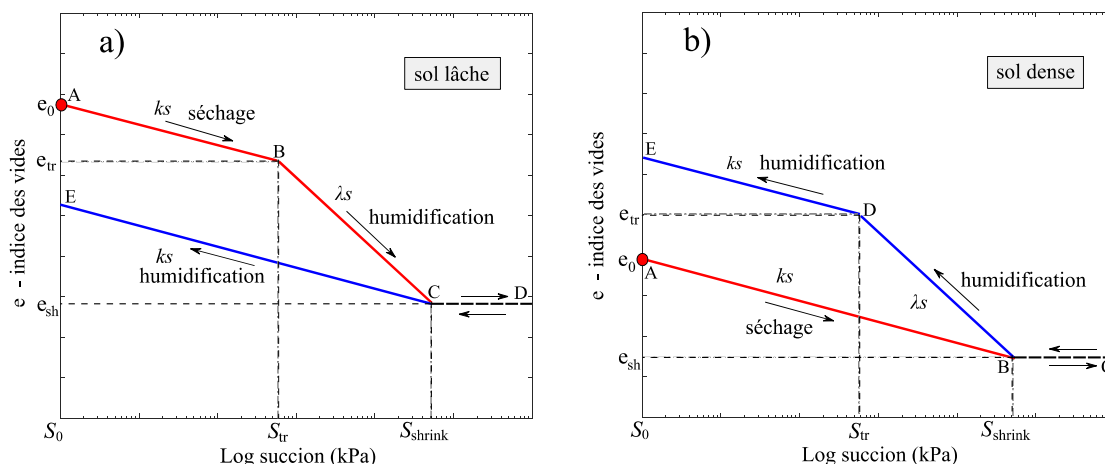 a)
sol lâche
e0
A
ks
séchage
etr
B
E
λs
humidification
ks
humidification
esh
C
D
e - indice des vides
S0
Str
Sshrink
Log succion (kPa)
b)
sol dense
E
ks
humidification
etr
D
e0
A
ks
humidification
λs
séchage
esh
B
C
e - indice des vides
S0
Str
Sshrink
Log succion (kPa)